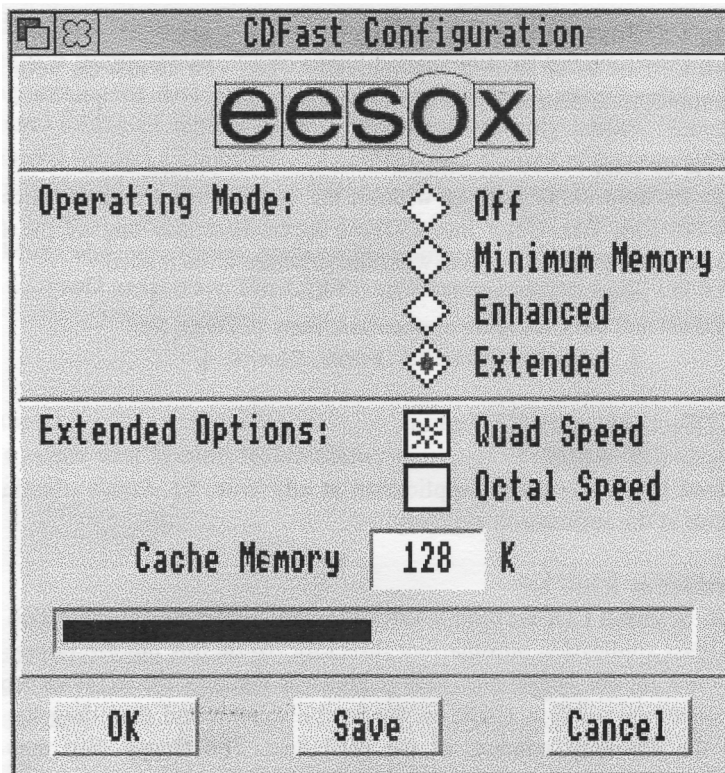 CDFast Configuration
eesox
Operating Mode:
Off
Minimum Memory
Enhanced
Extended
Extended Options:
Quad Speed
Octal Speed
Cache Memory 128 K
OK Save Cancel